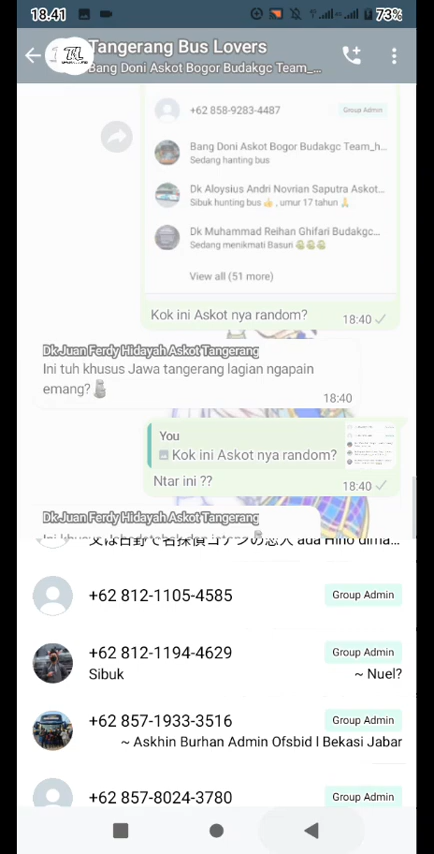 18.41
73%
Tangerang Bus Lovers
Bang Doni Askot Bogor Budakgc Team_...
+62 858-9283-4487
Group Admin
Bang Doni Askot Bogor Budakgc Team_h...
Sedang hanting bus
Dk Aloysius Andri Novrian Saputra Askot...
Sibuk hunting bus 👍 , umur 17 tahun 🙏
Dk Muhammad Reihan Ghifari Budakgc...
Sedang menikmati Basuri
View all (51 more)
Kok ini Askot nya random?
18:40
Dk Juan Ferdy Hidayah Askot Tangerang
Ini tuh khusus Jawa tangerang lagian ngapain
emang?🗿
18:40
You
Kok ini Askot nya random?
Ntar ini ??
18:40
Dk Juan Ferdy Hidayah Askot Tangerang
+62 812-1105-4585
Group Admin
+62 812-1194-4629
Group Admin
Sibuk
~ Nuel?
+62 857-1933-3516
Group Admin
~ Askhin Burhan Admin Ofsbid l Bekasi Jabar
+62 857-8024-3780
Group Admin